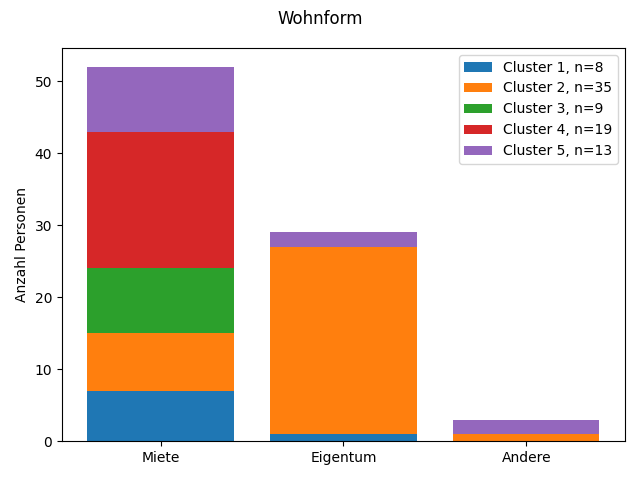 Wohnform
Cluster 1, n=8
Cluster 2, n=35
Cluster 3, n=9
Cluster 4, n=19
Cluster 5, n=13
Anzahl Personen
50
40
30
20
10
0
Miete
Eigentum
Andere